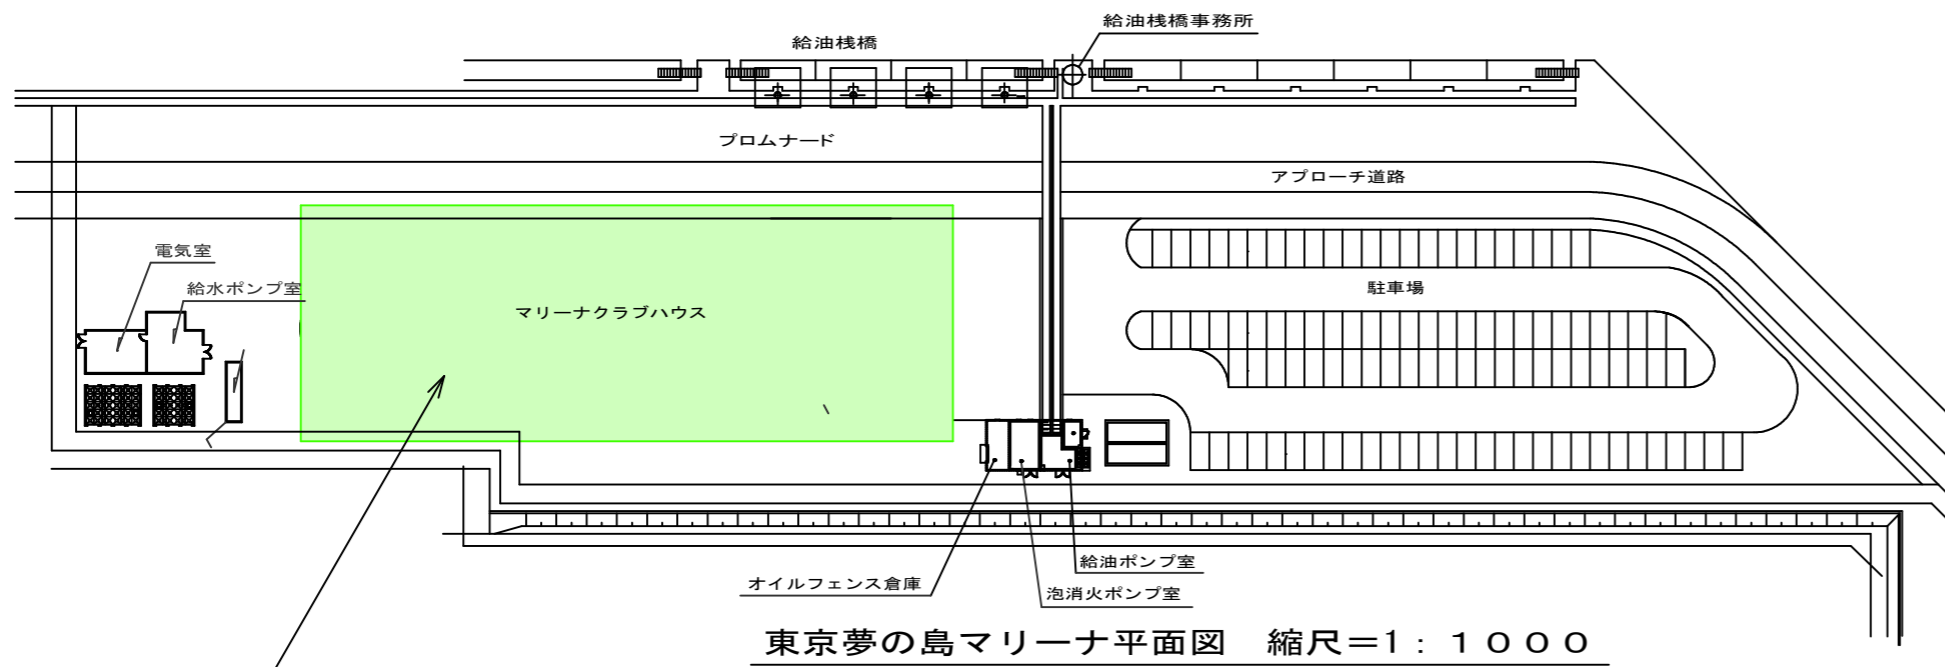 給油桟橋事務所
給油桟橋
プロムナード
アプローチ道路
電気室
給水ポンプ室
マリーナクラブハウス
駐車場
給油ポンプ室
オイルフェンス倉庫
泡消火ポンプ室
東京夢の島マリーナ平面図　縮尺＝1：１０００